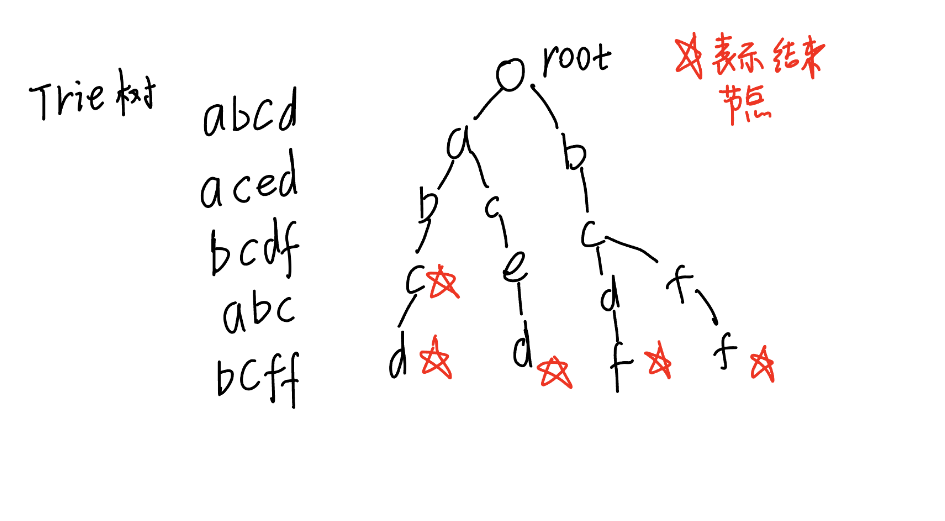 Trie树
abcd
aced
bcdf
abc
bcff
root
a
b
b
c
c
c
e
d
f
d
d
f
f
☆表示结束
节点